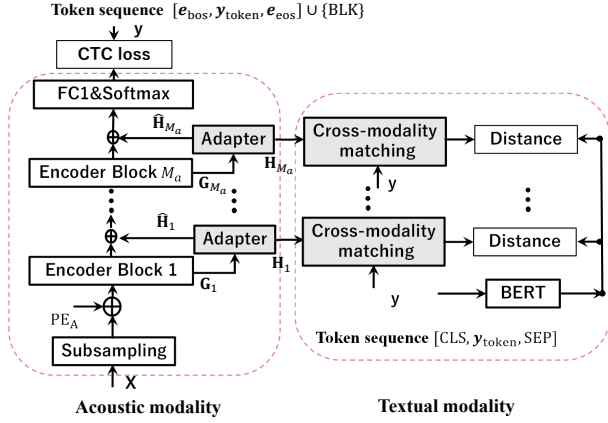 Token sequence [e_bos, y_token, e_eos] ∪ {BLK}
y
CTC loss
FC1&Softmax
Ĥ_{M_a}
Adapter
H_{M_a}
Cross-modality
matching
Distance
Encoder Block M_a
G_{M_a}
y
Ĥ_1
Adapter
H_1
Cross-modality
matching
Distance
Encoder Block 1
G_1
y
BERT
PE_A
Subsampling
Token sequence [CLS, y_token, SEP]
X
Acoustic modality
Textual modality